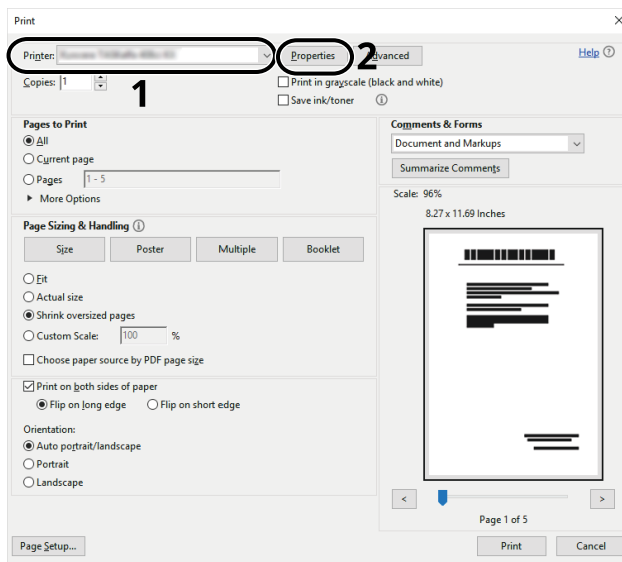 Print
Printer:
Properties
2
Advanced
Help
Copies: 1
1
Print in grayscale (black and white)
Save ink/toner
Pages to Print
All
Current page
Pages 1 - 5
More Options
Page Sizing & Handling
Size Poster Multiple Booklet
Fit
Actual size
Shrink oversized pages
Custom Scale: 100 %
Choose paper source by PDF page size
Print on both sides of paper
Flip on long edge Flip on short edge
Orientation:
Auto portrait/landscape
Portrait
Landscape
Comments & Forms
Document and Markups
Summarize Comments
Scale: 96%
8.27 x 11.69 Inches
< >
Page 1 of 5
Page Setup...
Print Cancel